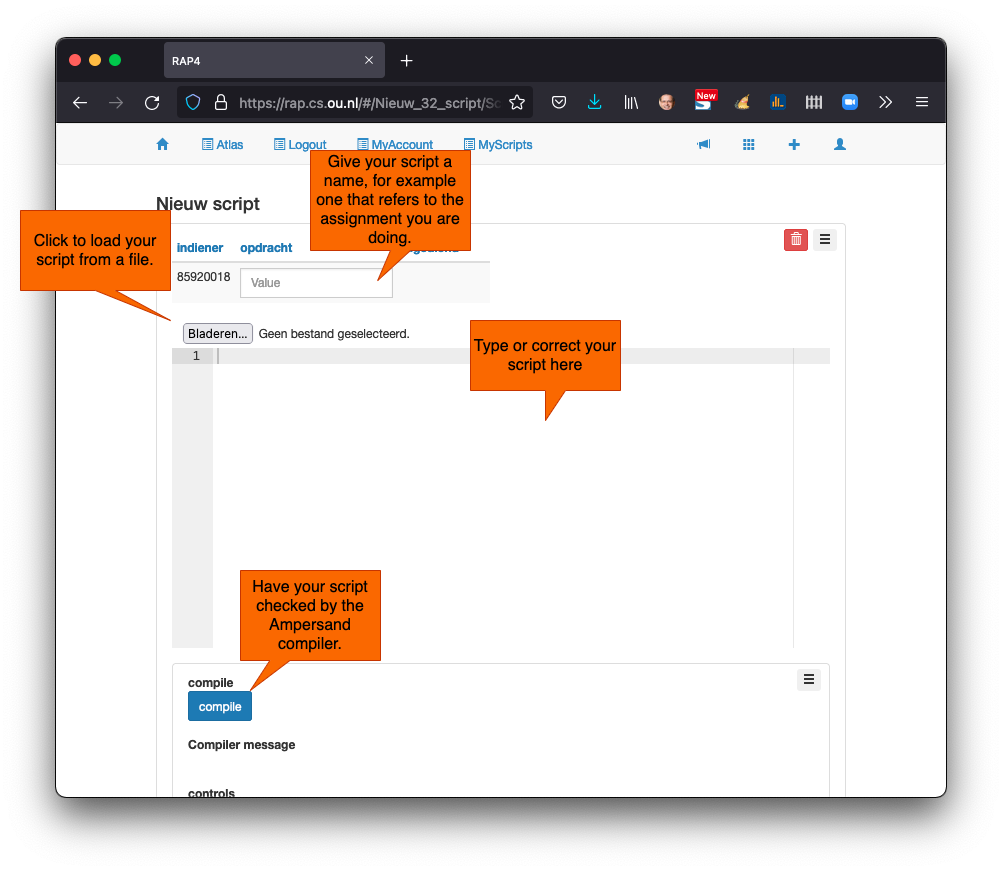 RAP4
https://rap.cs.ou.nl/#/Nieuw_32_script/Sc
New
Atlas
Logout
MyAccount
MyScripts
Nieuw script
Give your script a
name, for example
one that refers to the
assignment you are
doing.
Click to load your
script from a file.
indiener
opdracht
85920018
Value
Bladeren...
Geen bestand geselecteerd.
1
Type or correct your
script here
Have your script
checked by the
Ampersand
compiler.
compile
compile
Compiler message
controls